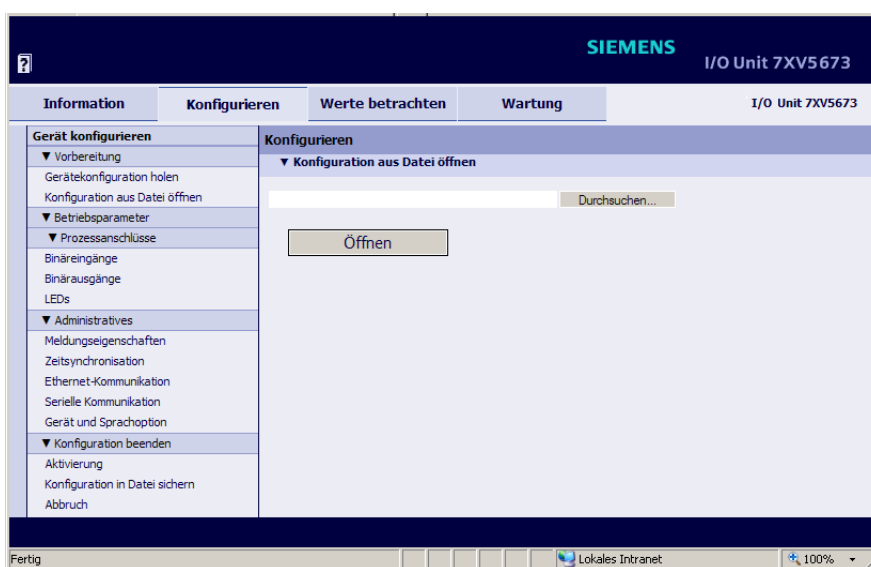 ?
SIEMENS
I/O Unit 7XV5673
Information
Konfigurieren
Werte betrachten
Wartung
I/O Unit 7XV5673
Gerät konfigurieren
▼ Vorbereitung
Gerätekonfiguration holen
Konfiguration aus Datei öffnen
▼ Betriebsparameter
▼ Prozessanschlüsse
Binäreingänge
Binärausgänge
LEDs
▼ Administratives
Meldungseigenschaften
Zeitsynchronisation
Ethernet-Kommunikation
Serielle Kommunikation
Gerät und Sprachoption
▼ Konfiguration beenden
Aktivierung
Konfiguration in Datei sichern
Abbruch
Konfigurieren
▼ Konfiguration aus Datei öffnen
Durchsuchen...
Öffnen
Fertig
Lokales Intranet
100%